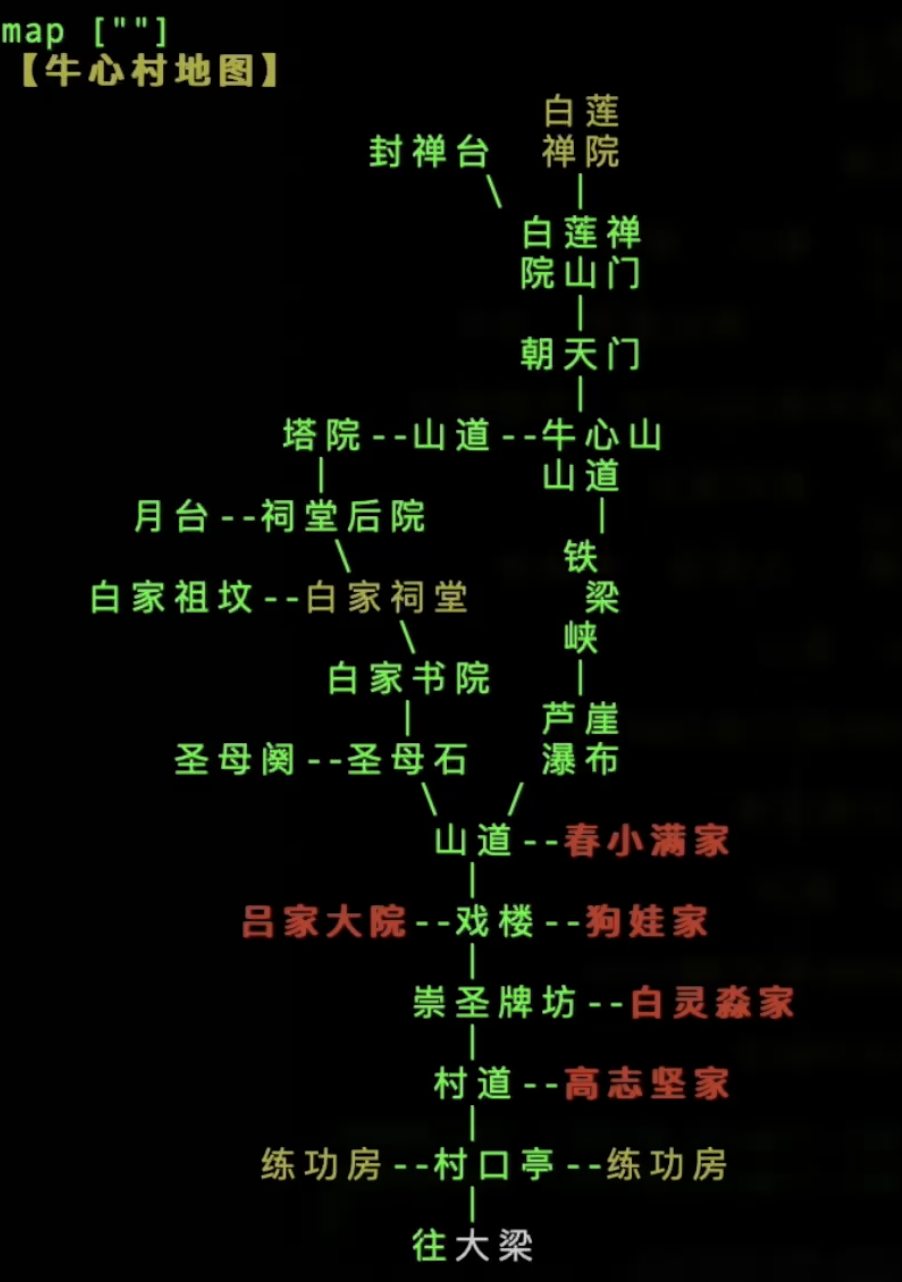 map [""]
【牛心村地图】
白莲
封禅台 禅院
\ |
白莲禅
院山门
|
朝天门
|
塔院--山道--牛心山
| 山道
月台--祠堂后院 |
\ 铁
白家祖坟--白家祠堂 梁
\ 峡
白家书院 |
| 芦崖
圣母阕--圣母石 瀑布
\ /
山道--春小满家
|
吕家大院--戏楼--狗娃家
|
崇圣牌坊--白灵淼家
|
村道--高志坚家
|
练功房--村口亭--练功房
|
往大梁